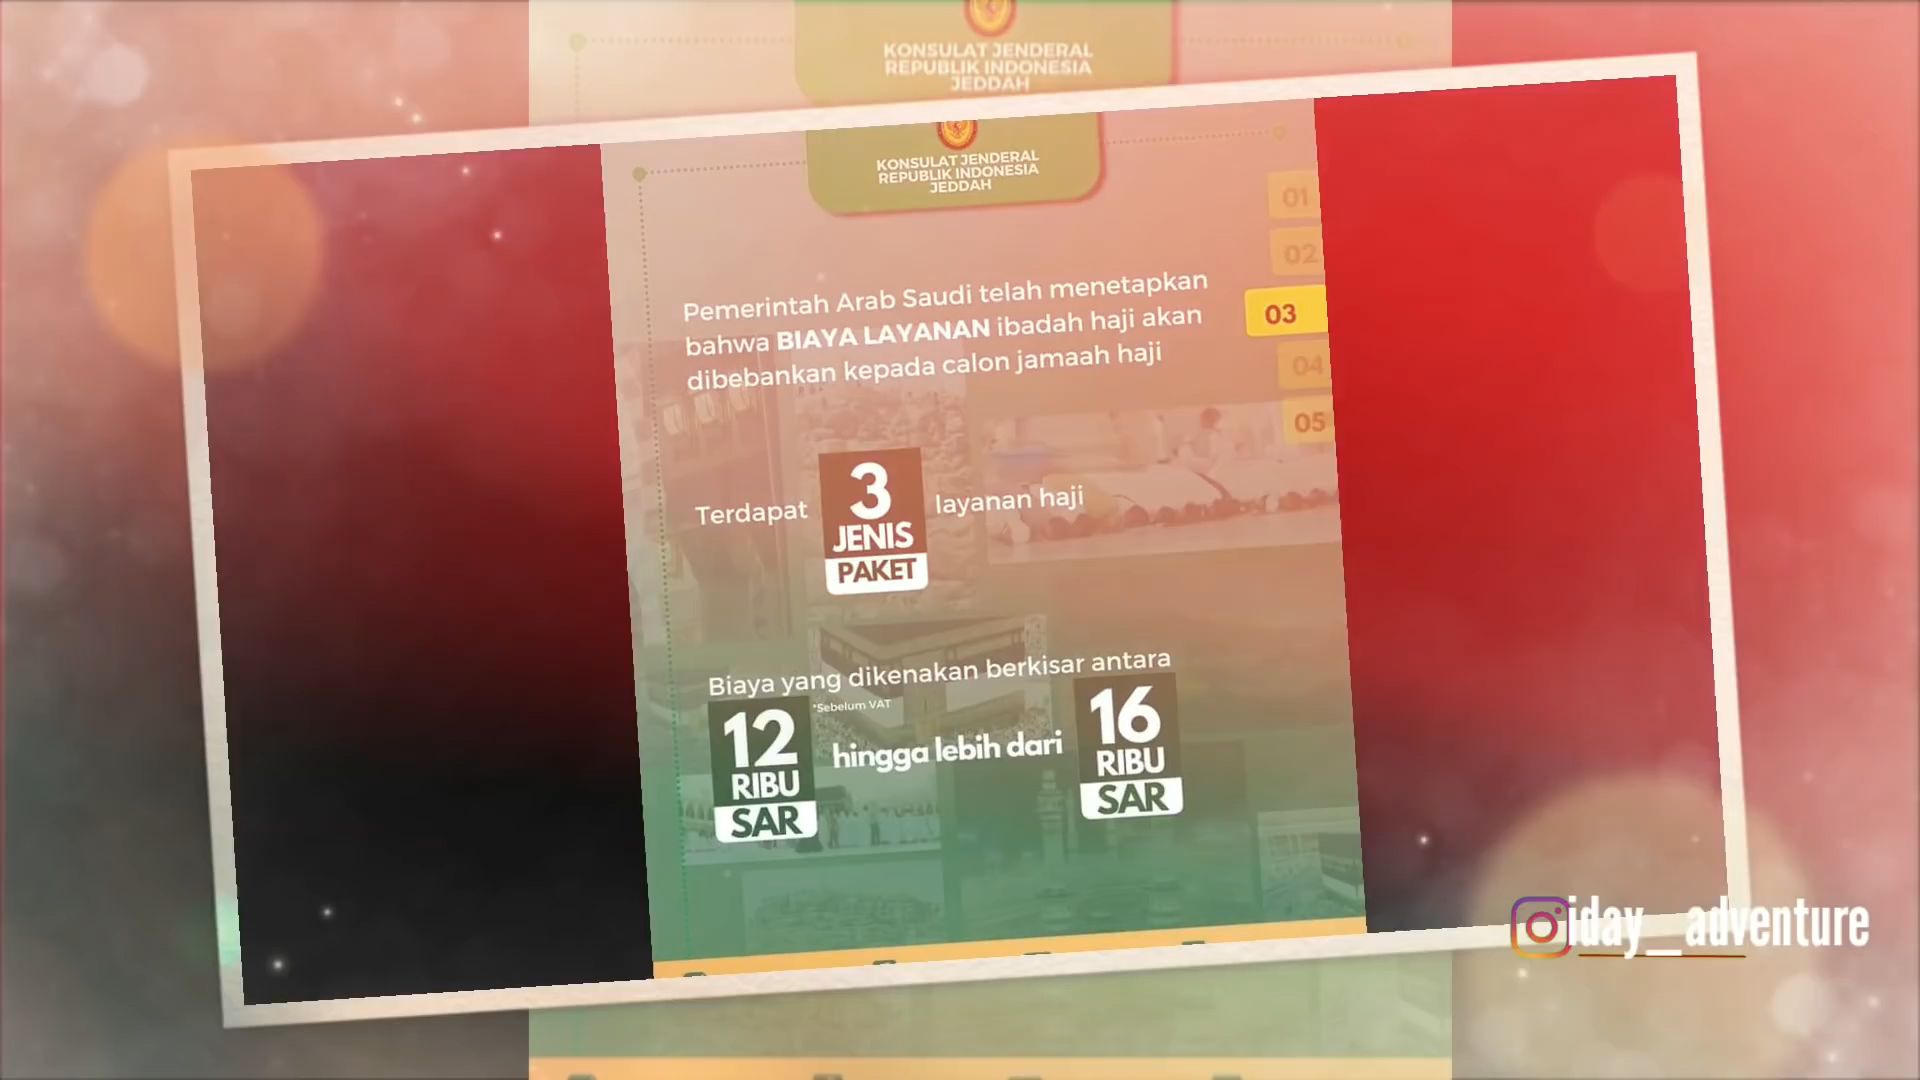 KONSULAT JENDERAL
REPUBLIK INDONESIA
JEDDAH
KONSULAT JENDERAL
REPUBLIK INDONESIA
JEDDAH
01
02
03
04
05
Pemerintah Arab Saudi telah menetapkan
bahwa BIAYA LAYANAN ibadah haji akan
dibebankan kepada calon jamaah haji
Terdapat 3 JENIS PAKET layanan haji
Biaya yang dikenakan berkisar antara
*Sebelum VAT
12 RIBU SAR hingga lebih dari 16 RIBU SAR
iday__adventure